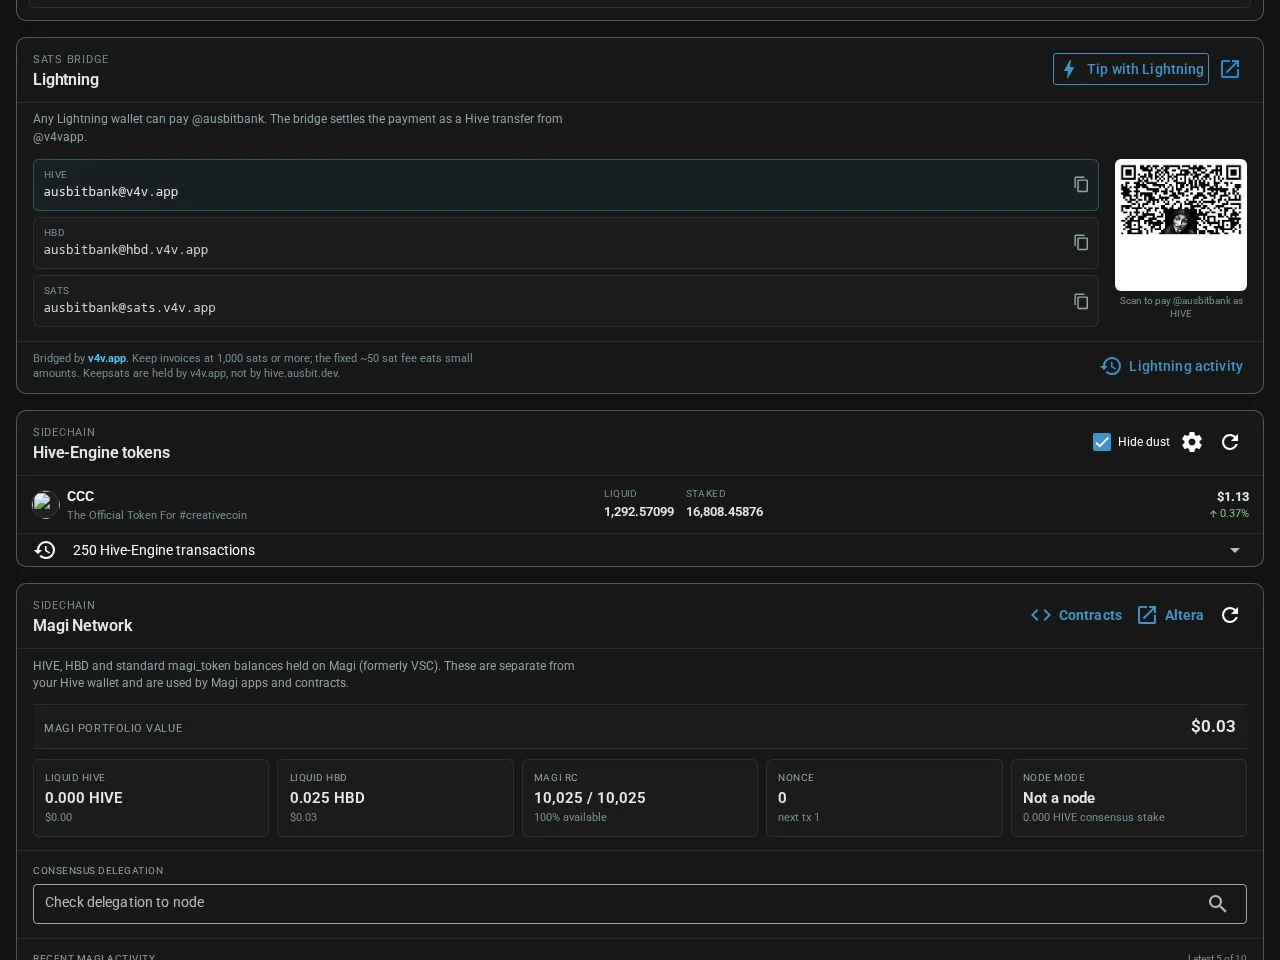 SATS BRIDGE
Lightning
Tip with Lightning
Any Lightning wallet can pay @ausbitbank. The bridge settles the payment as a Hive transfer from
@v4vapp.
HIVE
ausbitbank@v4v.app
HBD
ausbitbank@hbd.v4v.app
SATS
ausbitbank@sats.v4v.app
Scan to pay @ausbitbank as
HIVE
Bridged by v4v.app. Keep invoices at 1,000 sats or more; the fixed ~50 sat fee eats small
amounts. Keepsats are held by v4v.app, not by hive.ausbit.dev.
Lightning activity
SIDECHAIN
Hive-Engine tokens
Hide dust
CCC
The Official Token For #creativecoin
LIQUID
1,292.57099
STAKED
16,808.45876
$1.13
↑ 0.37%
250 Hive-Engine transactions
SIDECHAIN
Magi Network
Contracts
Altera
HIVE, HBD and standard magi_token balances held on Magi (formerly VSC). These are separate from
your Hive wallet and are used by Magi apps and contracts.
MAGI PORTFOLIO VALUE
$0.03
LIQUID HIVE
0.000 HIVE
$0.00
LIQUID HBD
0.025 HBD
$0.03
MAGI RC
10,025 / 10,025
100% available
NONCE
0
next tx 1
NODE MODE
Not a node
0.000 HIVE consensus stake
CONSENSUS DELEGATION
Check delegation to node
RECENT MAGI ACTIVITY
Latest 5 of 10